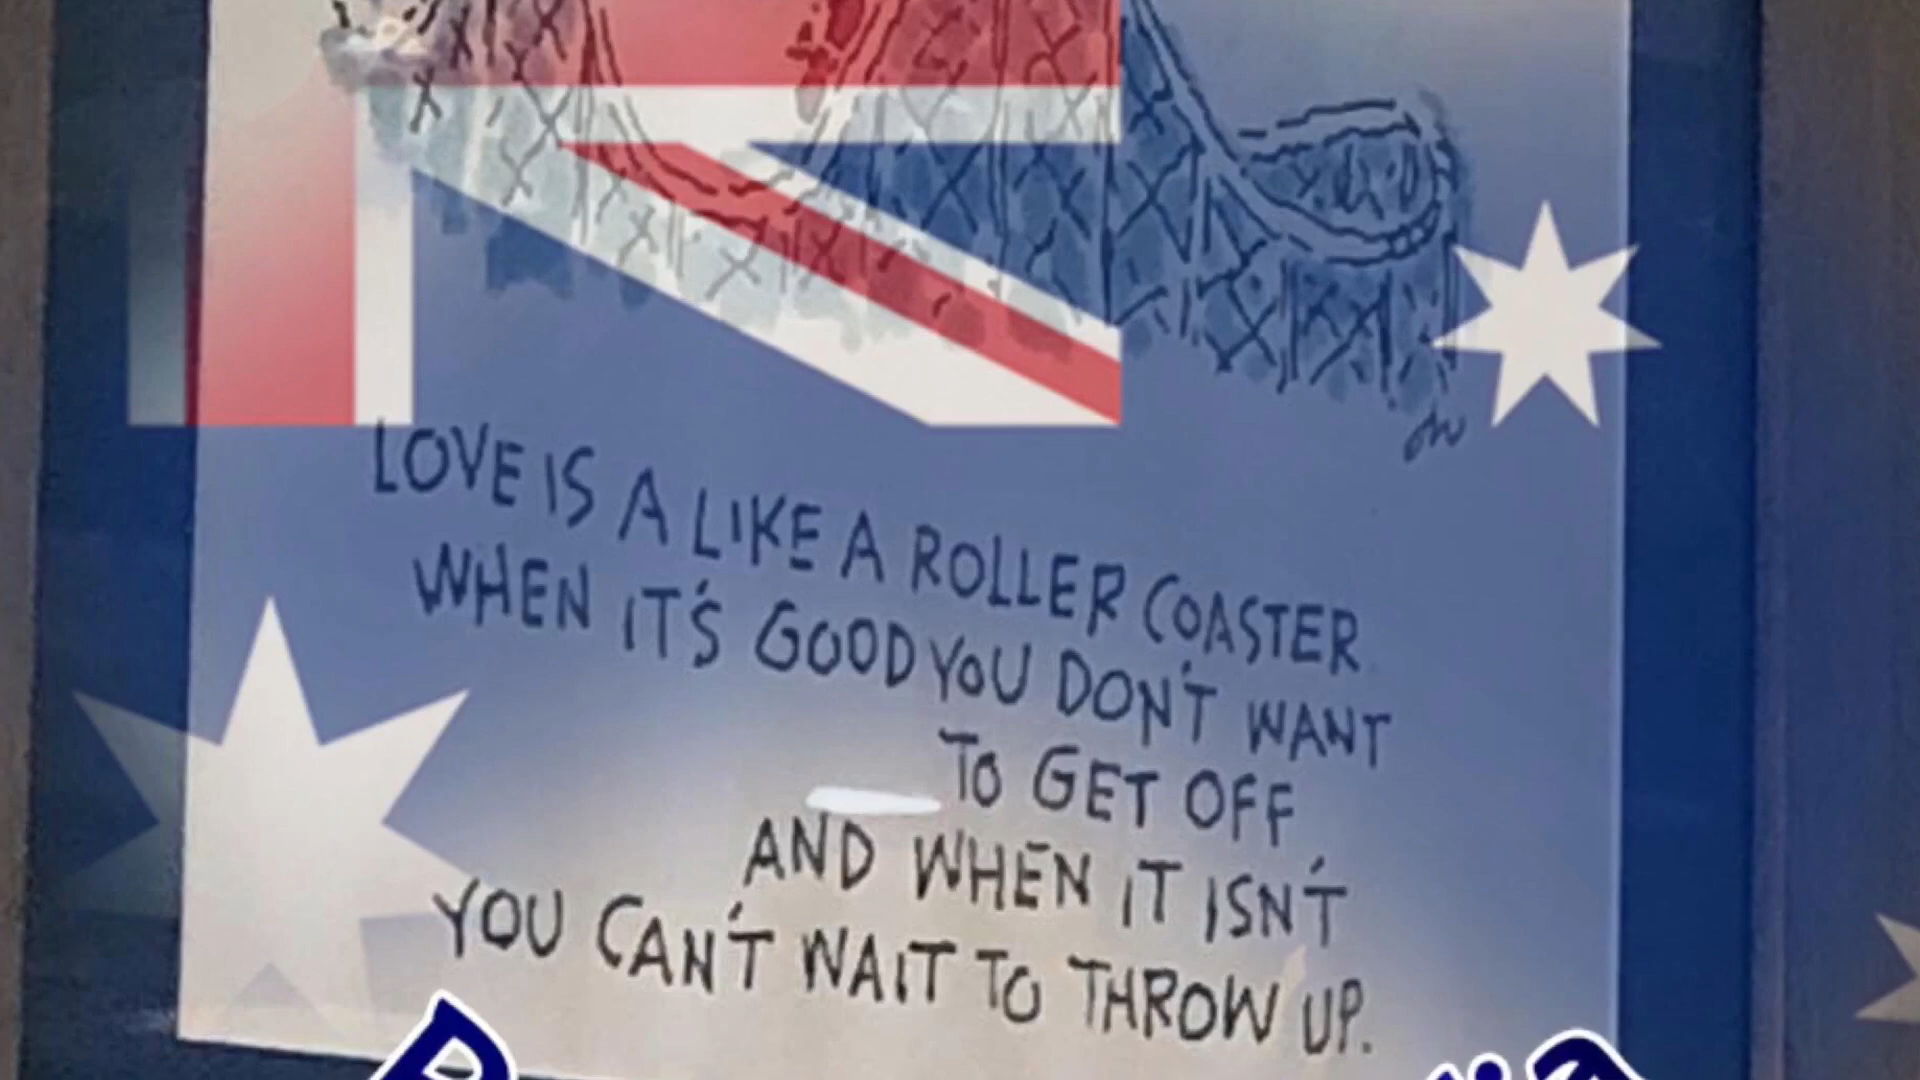 LOVE IS A LIKE A ROLLER COASTER
WHEN IT'S GOOD YOU DON'T WANT
TO GET OFF
AND WHEN IT ISN'T
YOU CAN'T WAIT TO THROW UP.